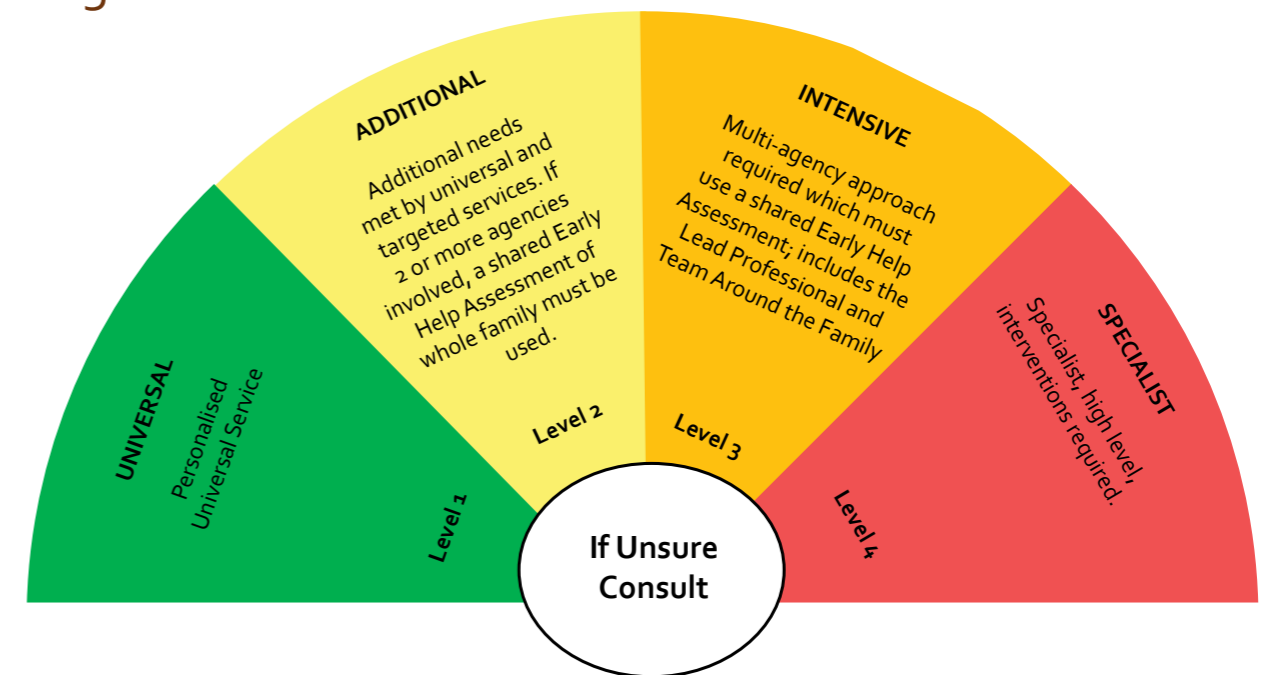 UNIVERSAL
Personalised
Universal Service
Level 1
ADDITIONAL
Additional needs
met by universal and
targeted services. If
2 or more agencies
involved, a shared Early
Help Assessment of
whole family must be
used.
Level 2
INTENSIVE
Multi-agency approach
required which must
use a shared Early Help
Assessment; includes the
Lead Professional and
Team Around the Family
Level 3
SPECIALIST
Specialist, high level,
interventions required.
Level 4
If Unsure
Consult